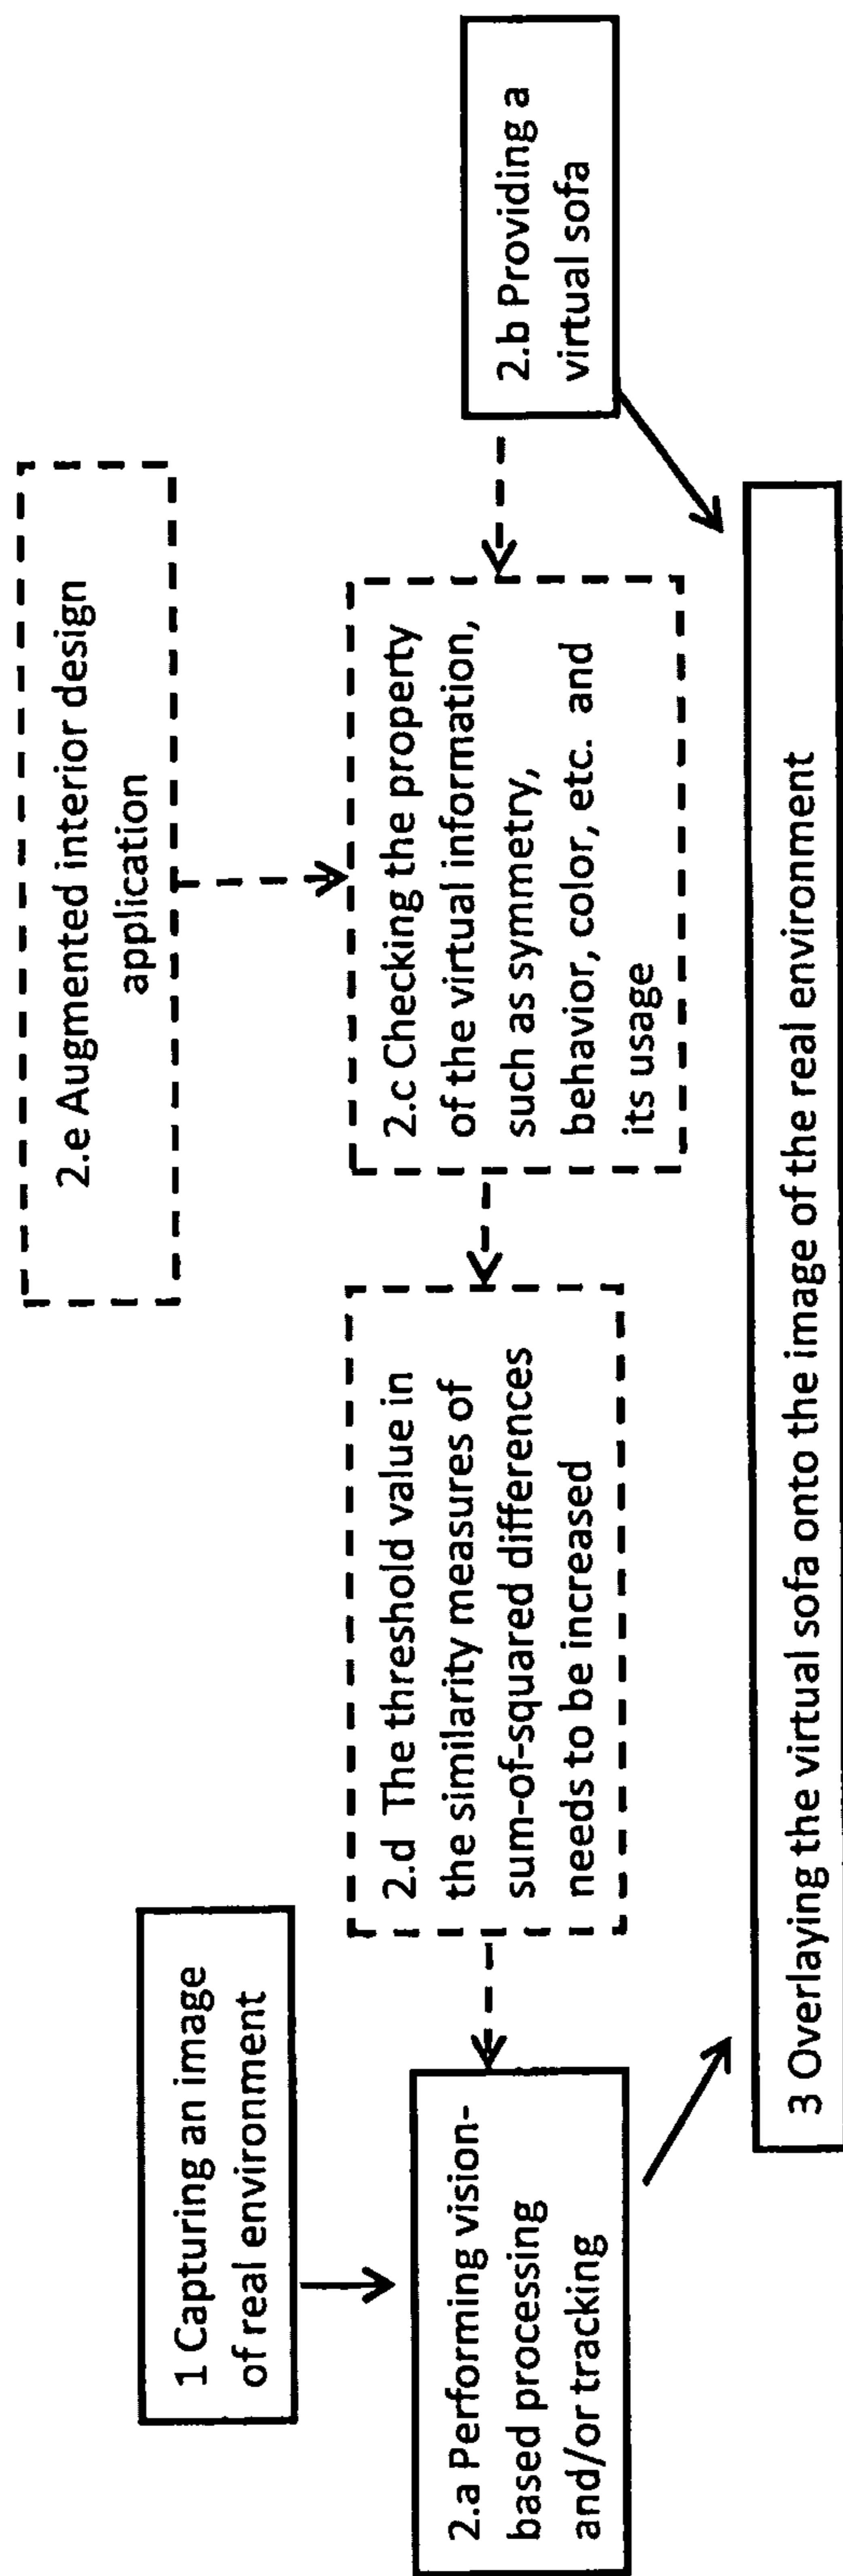 1 Capturing an image
of real environment
2.e Augmented interior design
application
2.a Performing vision-
based processing
and/or tracking
2.d The threshold value in
the similarity measures of
sum-of-squared differences
needs to be increased
2.c Checking the property
of the virtual information,
such as symmetry,
behavior, color, etc. and
its usage
2.b Providing a
virtual sofa
3 Overlaying the virtual sofa onto the image of the real environment